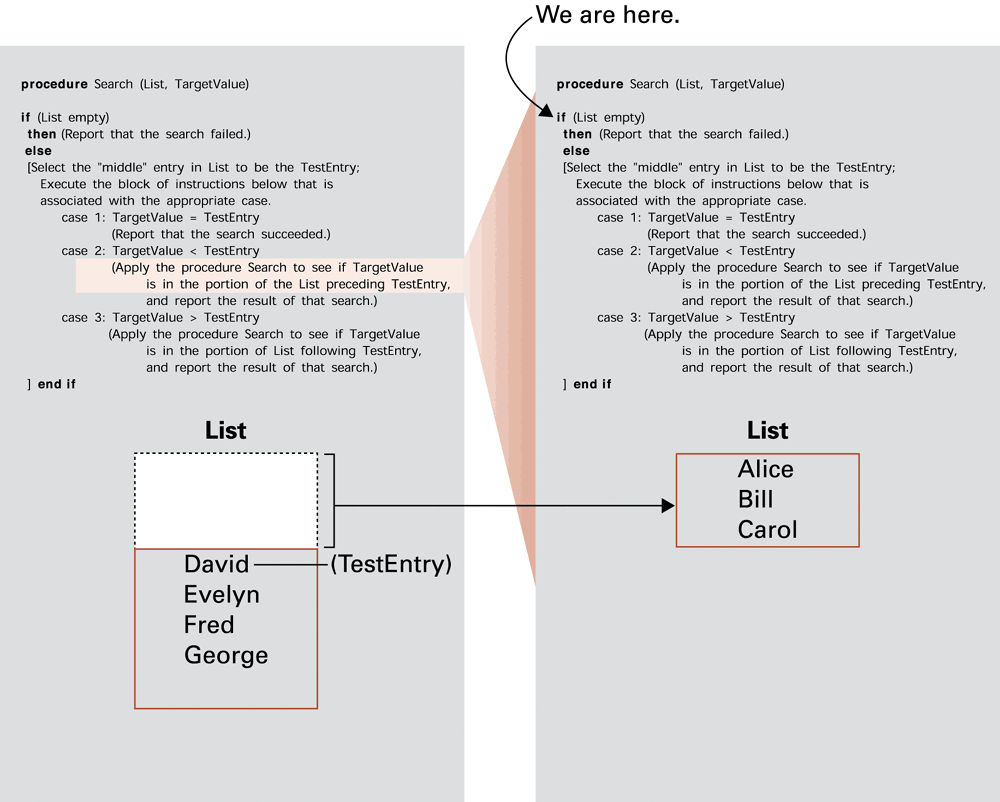 We are here.
procedure Search (List, TargetValue)
if (List empty)
then (Report that the search failed.)
else
[Select the "middle" entry in List to be the TestEntry;
Execute the block of instructions below that is
associated with the appropriate case.
case 1: TargetValue = TestEntry
(Report that the search succeeded.)
case 2: TargetValue < TestEntry
(Apply the procedure Search to see if TargetValue
is in the portion of the List preceding TestEntry,
and report the result of that search.)
case 3: TargetValue > TestEntry
(Apply the procedure Search to see if TargetValue
is in the portion of List following TestEntry,
and report the result of that search.)
] end if
List
David
(TestEntry)
Evelyn
Fred
George
procedure Search (List, TargetValue)
if (List empty)
then (Report that the search failed.)
else
[Select the "middle" entry in List to be the TestEntry;
Execute the block of instructions below that is
associated with the appropriate case.
case 1: TargetValue = TestEntry
(Report that the search succeeded.)
case 2: TargetValue < TestEntry
(Apply the procedure Search to see if TargetValue
is in the portion of the List preceding TestEntry,
and report the result of that search.)
case 3: TargetValue > TestEntry
(Apply the procedure Search to see if TargetValue
is in the portion of List following TestEntry,
and report the result of that search.)
] end if
List
Alice
Bill
Carol